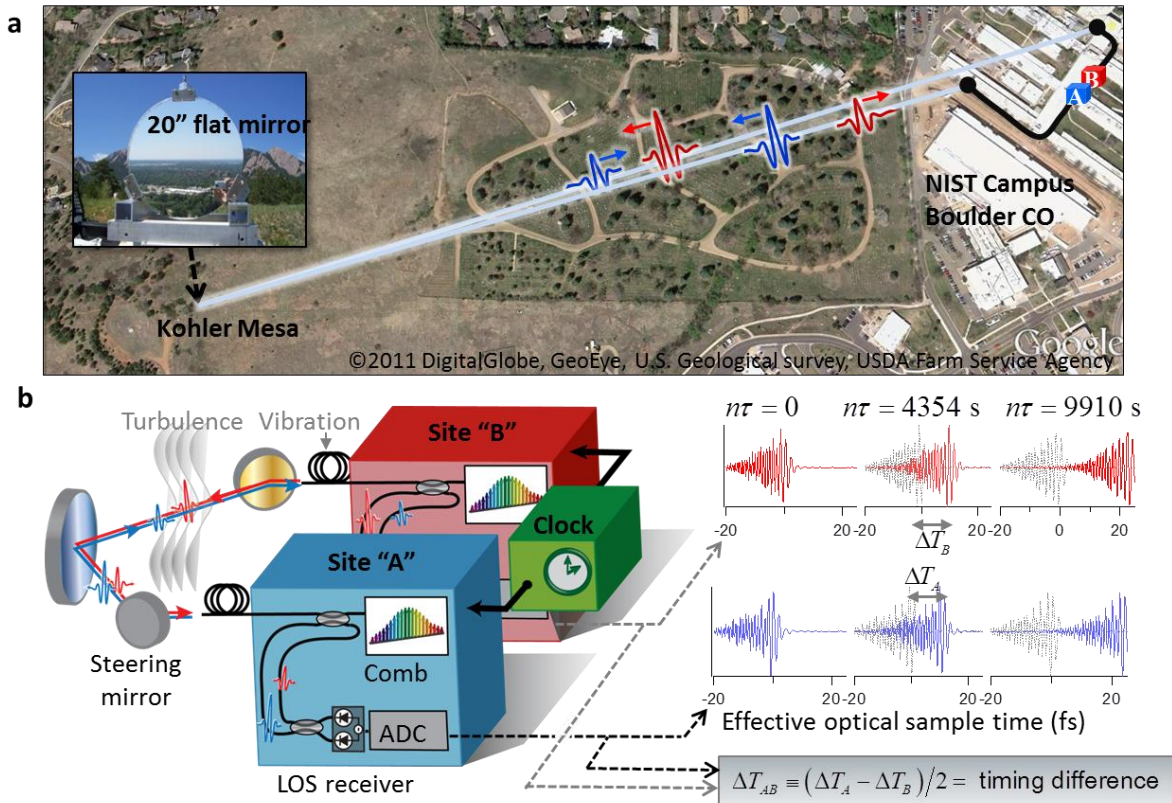 a
20” flat mirror
B
A
NIST Campus
Boulder CO
Kohler Mesa
Google
©2011 DigitalGlobe, GeoEye, U.S. Geological survey, USDA Farm Service Agency
b
Turbulence Vibration
Site “B”
Clock
Site “A”
Comb
Steering
mirror
ADC
LOS receiver
nτ = 0 nτ = 4354 s nτ = 9910 s
-20 20 -20 20 -20 0 20
ΔT_B
ΔT_A
-20 20 -20 20 -20 20
Effective optical sample time (fs)
ΔT_AB ≡ (ΔT_A − ΔT_B)/2 = timing difference